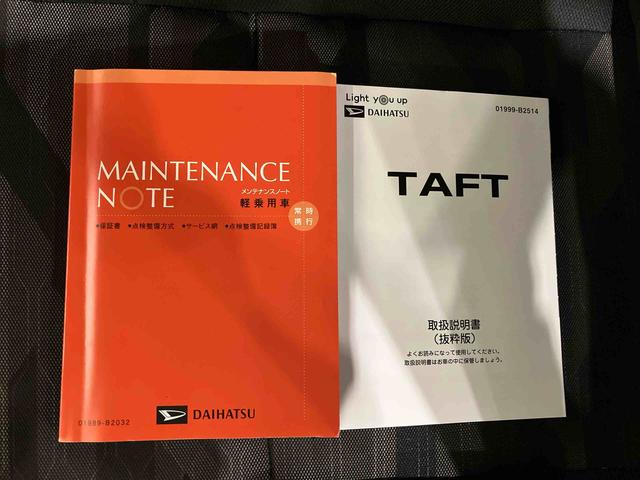 MAINTENANCE
NOTE
メンテナンスノート
軽乗用車
常時
携行
●保証書 ●点検整備方式 ●サービス網 ●点検整備記録簿
DAIHATSU
01999-B2032
Light you up
DAIHATSU
01999-B2514
TAFT
取扱説明書
（抜粋版）
よくお読みになって使用してください。
取扱説明書はお車の中に保管しましょう。